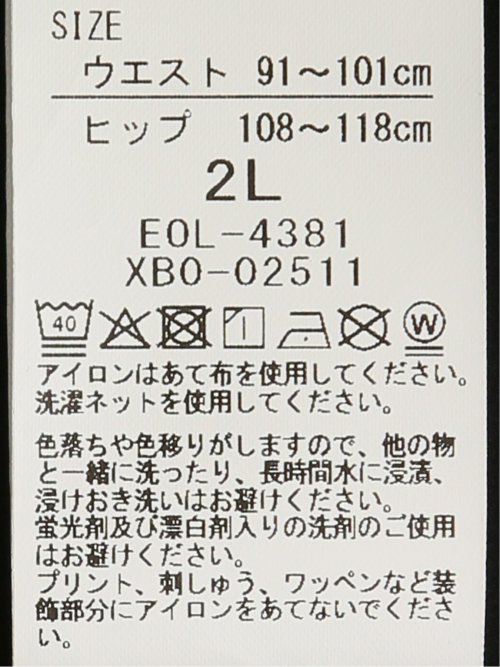 SIZE
ウエスト 91～101cm
ヒップ 108～118cm
2L
EOL-4381
XBO-02511
40 W
アイロンはあて布を使用してください。
洗濯ネットを使用してください。
色落ちや色移りがしますので、他の物
と一緒に洗ったり、長時間水に浸漬、
浸けおき洗いはお避けください。
蛍光剤及び漂白剤入りの洗剤のご使用
はお避けください。
プリント、刺しゅう、ワッペンなど装
飾部分にアイロンをあてないでくださ
い。